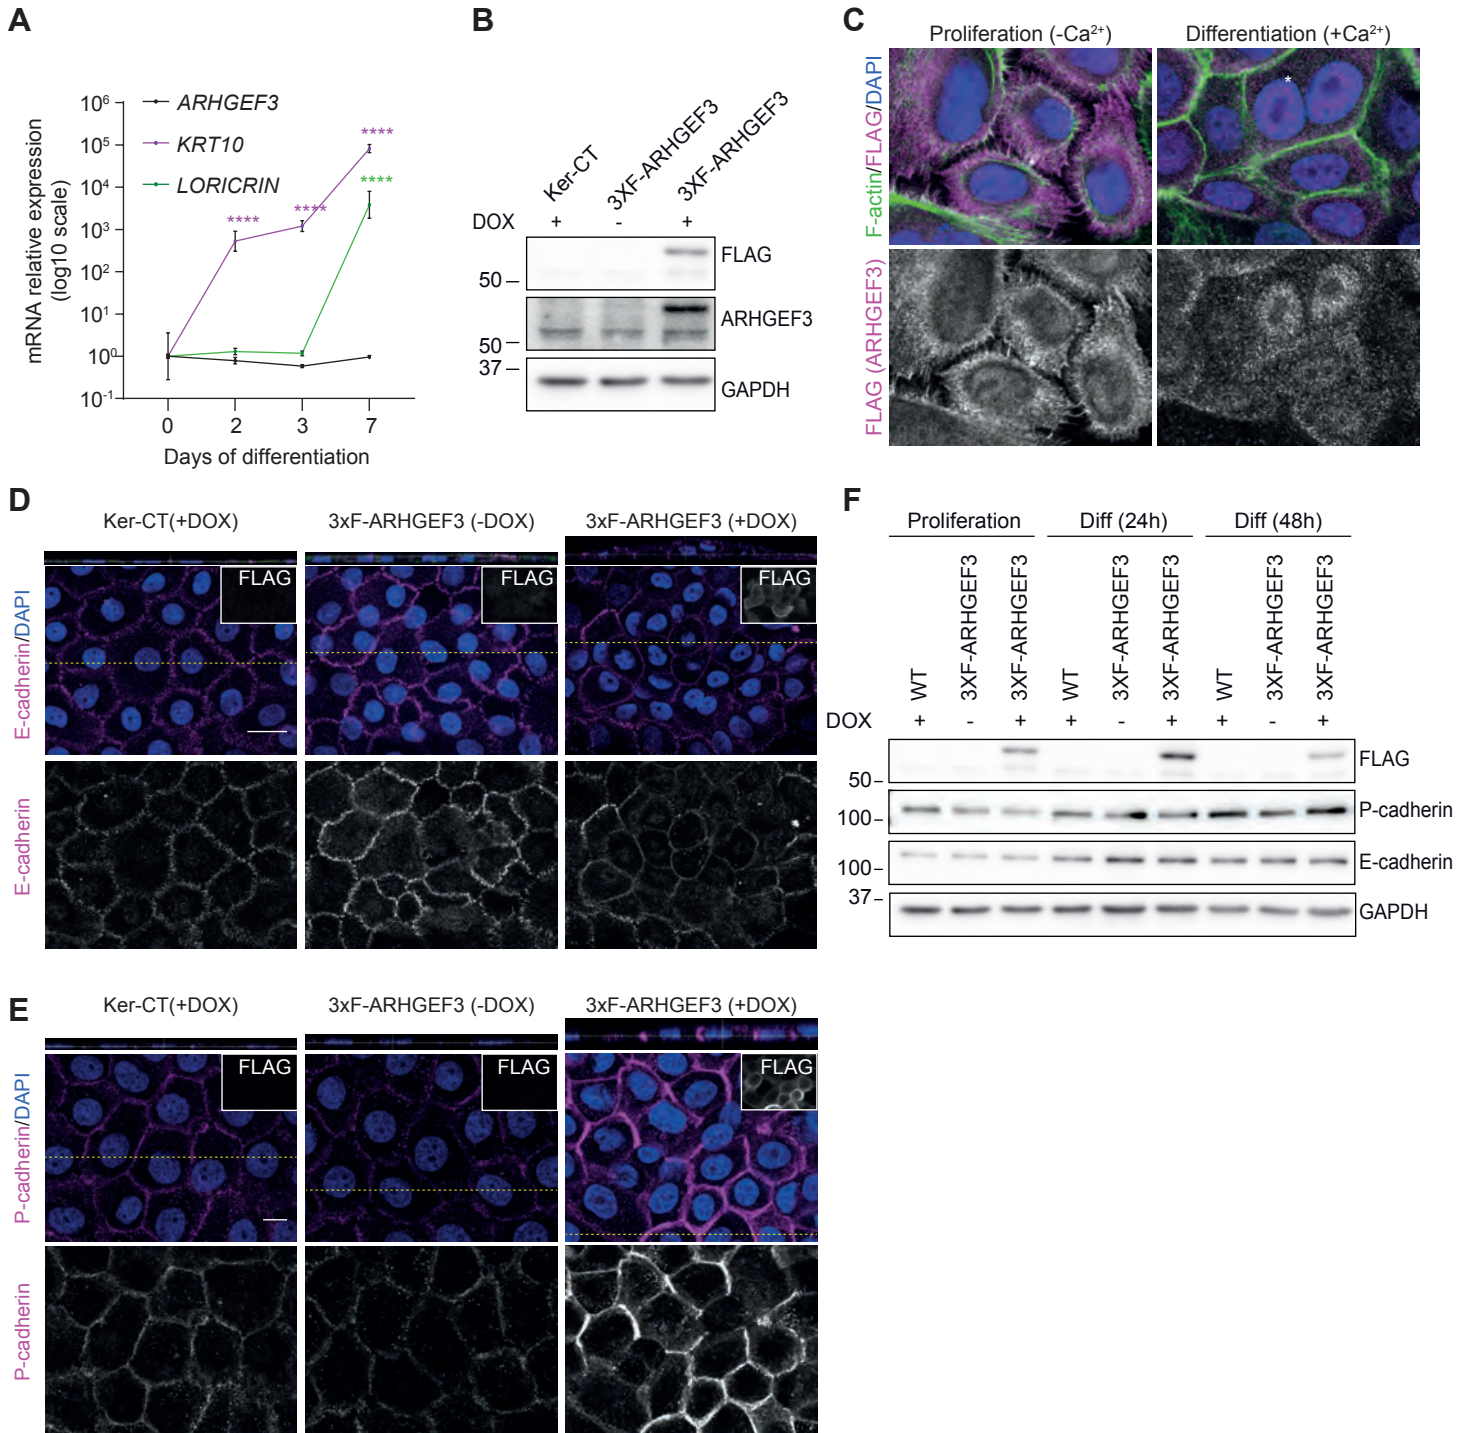 A
mRNA relative expression
(log10 scale)
10⁶
10⁵
10⁴
10³
10²
10¹
10⁰
10⁻¹
ARHGEF3
KRT10
LORICRIN
****
****
****
****
0 2 3 7
Days of differentiation
B
Ker-CT 3XF-ARHGEF3 3XF-ARHGEF3
DOX + - +
FLAG
50
ARHGEF3
50
37
GAPDH
C
Proliferation (-Ca²⁺) Differentiation (+Ca²⁺)
F-actin/FLAG/DAPI
*
FLAG (ARHGEF3)
D
Ker-CT(+DOX) 3xF-ARHGEF3 (-DOX) 3xF-ARHGEF3 (+DOX)
E-cadherin/DAPI
FLAG FLAG FLAG
E-cadherin
E
Ker-CT(+DOX) 3xF-ARHGEF3 (-DOX) 3xF-ARHGEF3 (+DOX)
P-cadherin/DAPI
FLAG FLAG FLAG
P-cadherin
F
Proliferation Diff (24h) Diff (48h)
WT 3XF-ARHGEF3 3XF-ARHGEF3 WT 3XF-ARHGEF3 3XF-ARHGEF3 WT 3XF-ARHGEF3 3XF-ARHGEF3
DOX + - + + - + + - +
FLAG
50
P-cadherin
100
E-cadherin
100
37
GAPDH